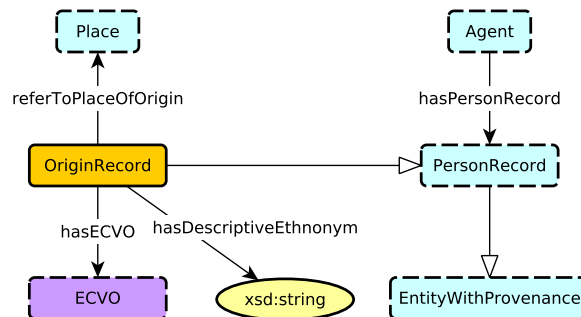 Place
Agent
referToPlaceOfOrigin
hasPersonRecord
OriginRecord
PersonRecord
hasECVO
hasDescriptiveEthnonym
ECVO
xsd:string
EntityWithProvenance